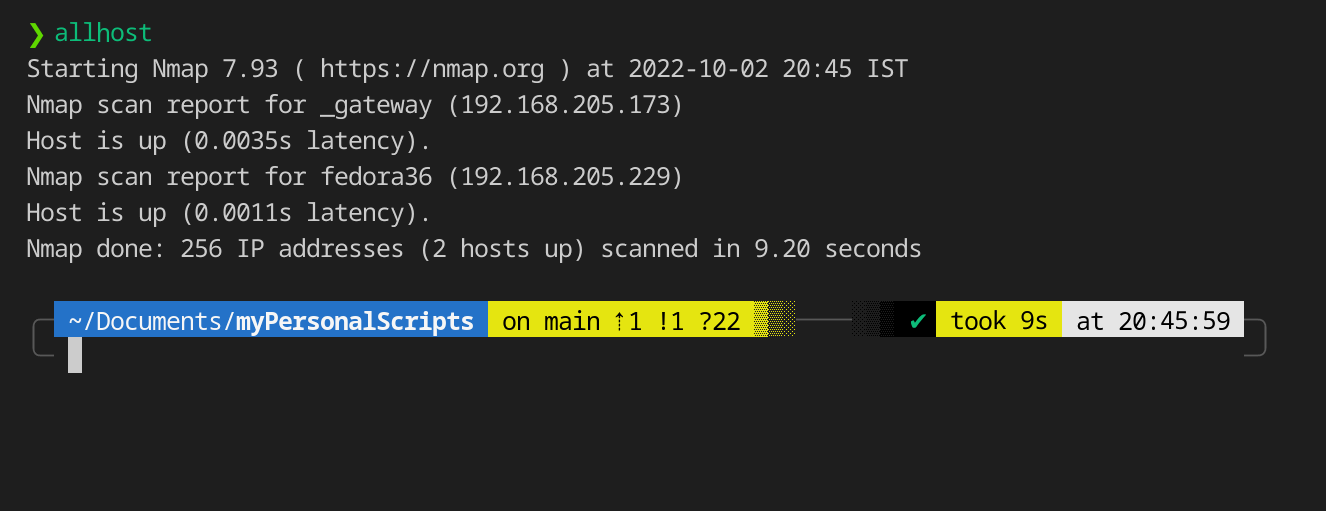 ❯ allhost
Starting Nmap 7.93 ( https://nmap.org ) at 2022-10-02 20:45 IST
Nmap scan report for _gateway (192.168.205.173)
Host is up (0.0035s latency).
Nmap scan report for fedora36 (192.168.205.229)
Host is up (0.0011s latency).
Nmap done: 256 IP addresses (2 hosts up) scanned in 9.20 seconds
~/Documents/myPersonalScripts on main ⇡1 !1 ?22 ✔ took 9s at 20:45:59